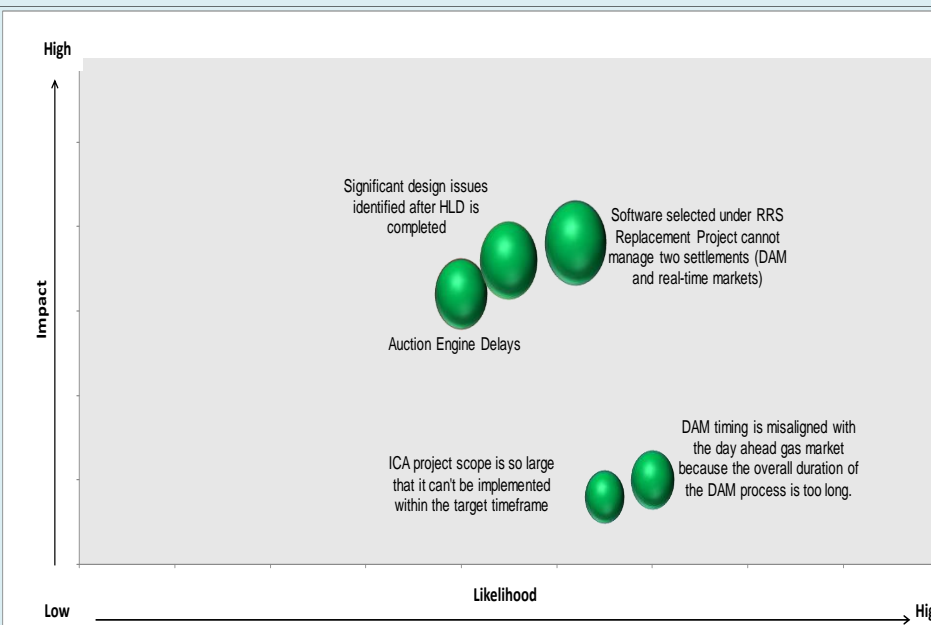 High
Significant design issues
identified after HLD is
completed
Software selected under RRS
Replacement Project cannot
manage two settlements (DAM
and real-time markets)
Impact
Auction Engine Delays
DAM timing is misaligned with
the day ahead gas market
because the overall duration of
the DAM process is too long.
ICA project scope is so large
that it can't be implemented
within the target timeframe
Likelihood
Low
Hig